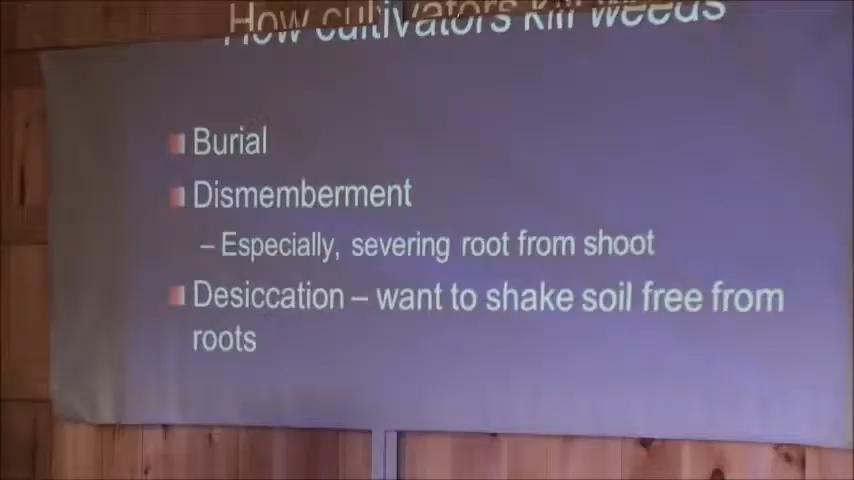 How cultivators kill weeds
Burial
Dismemberment
– Especially, severing root from shoot
Desiccation – want to shake soil free from
roots